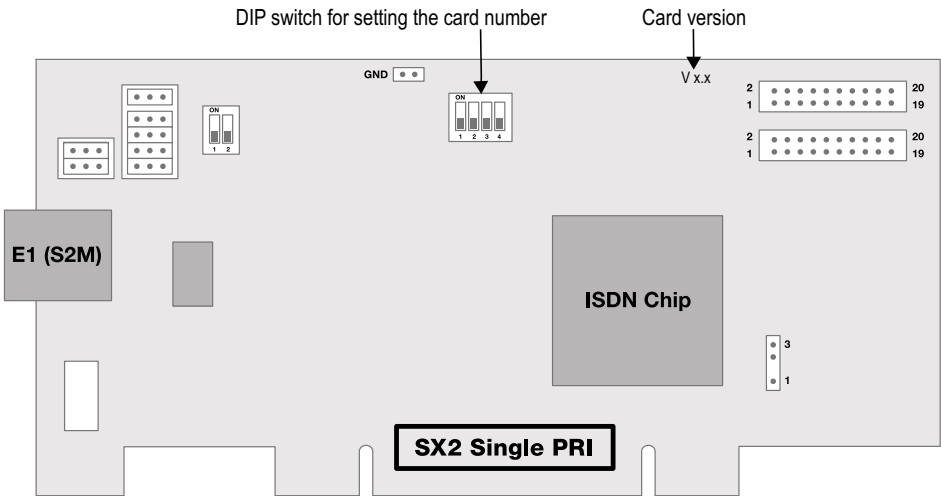 DIP switch for setting the card number
Card version
GND
V x.x
ON
1 2
ON
1 2 3 4
2 20
1 19
2 20
1 19
E1 (S2M)
ISDN Chip
3
1
SX2 Single PRI